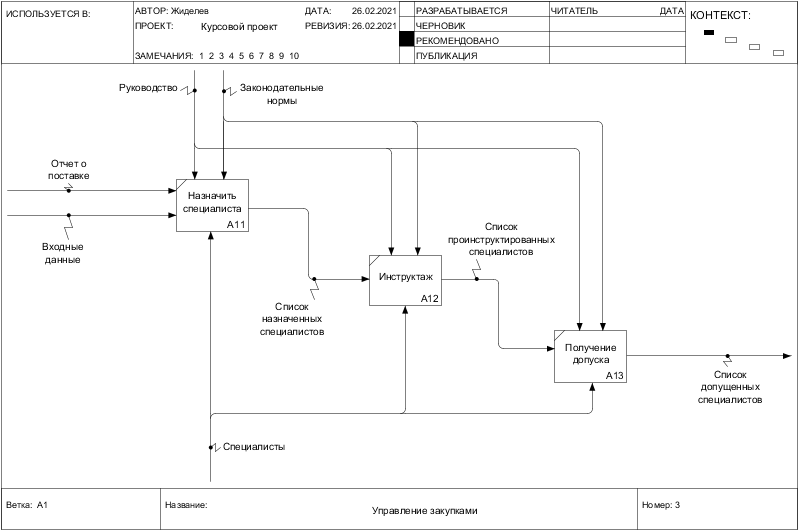 ИСПОЛЬЗУЕТСЯ В:
АВТОР: Жиделев
ДАТА: 26.02.2021
ПРОЕКТ: Курсовой проект
РЕВИЗИЯ: 26.02.2021
ЗАМЕЧАНИЯ: 1 2 3 4 5 6 7 8 9 10
РАЗРАБАТЫВАЕТСЯ
ЧЕРНОВИК
РЕКОМЕНДОВАНО
ПУБЛИКАЦИЯ
ЧИТАТЕЛЬ
ДАТА
КОНТЕКСТ:
Руководство
Законодательные
нормы
Отчет о
поставке
Входные
данные
Назначить
специалиста
A11
Список
назначенных
специалистов
Инструктаж
A12
Список
проинструктированных
специалистов
Получение
допуска
A13
Список
допущенных
специалистов
Специалисты
Ветка: A1
Название:
Управление закупками
Номер: 3